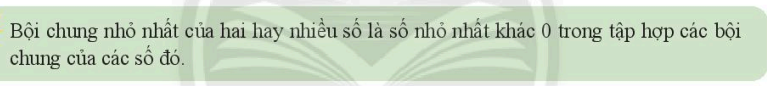 Bội chung nhỏ nhất của hai hay nhiều số là số nhỏ nhất khác 0 trong tập hợp các bội
chung của các số đó.